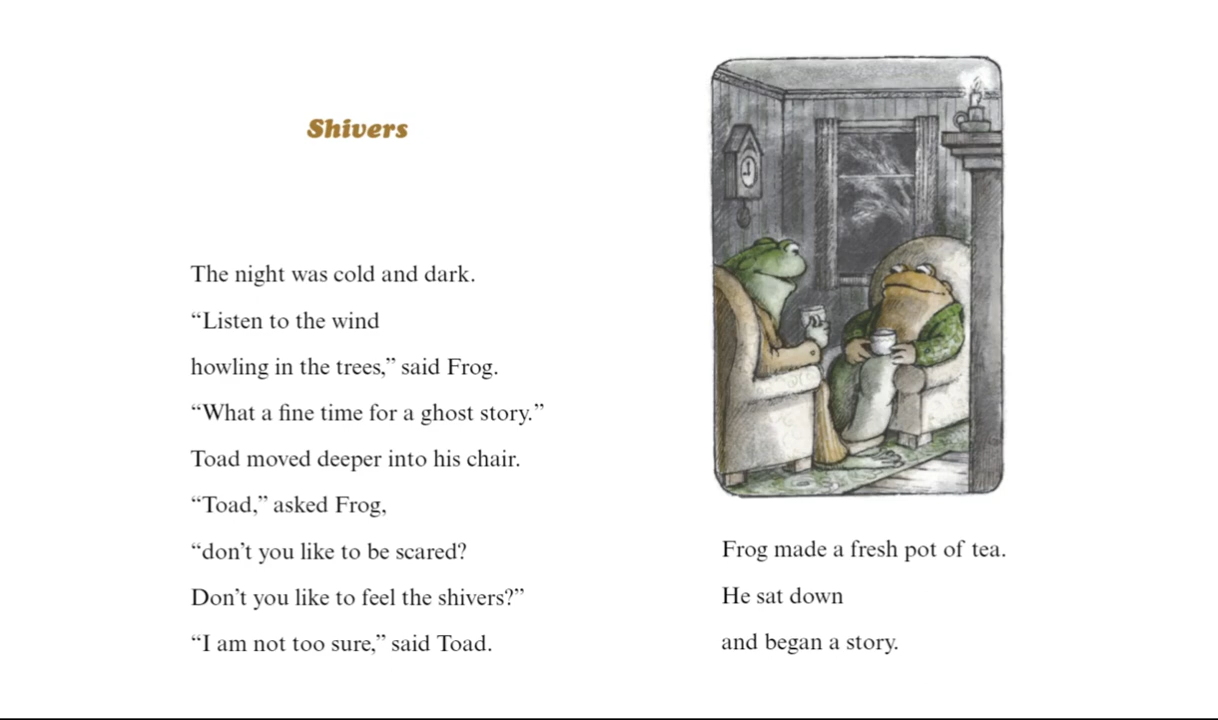 Shivers
The night was cold and dark.
“Listen to the wind
howling in the trees,” said Frog.
“What a fine time for a ghost story.”
Toad moved deeper into his chair.
“Toad,” asked Frog,
“don’t you like to be scared?
Don’t you like to feel the shivers?”
“I am not too sure,” said Toad.
Frog made a fresh pot of tea.
He sat down
and began a story.